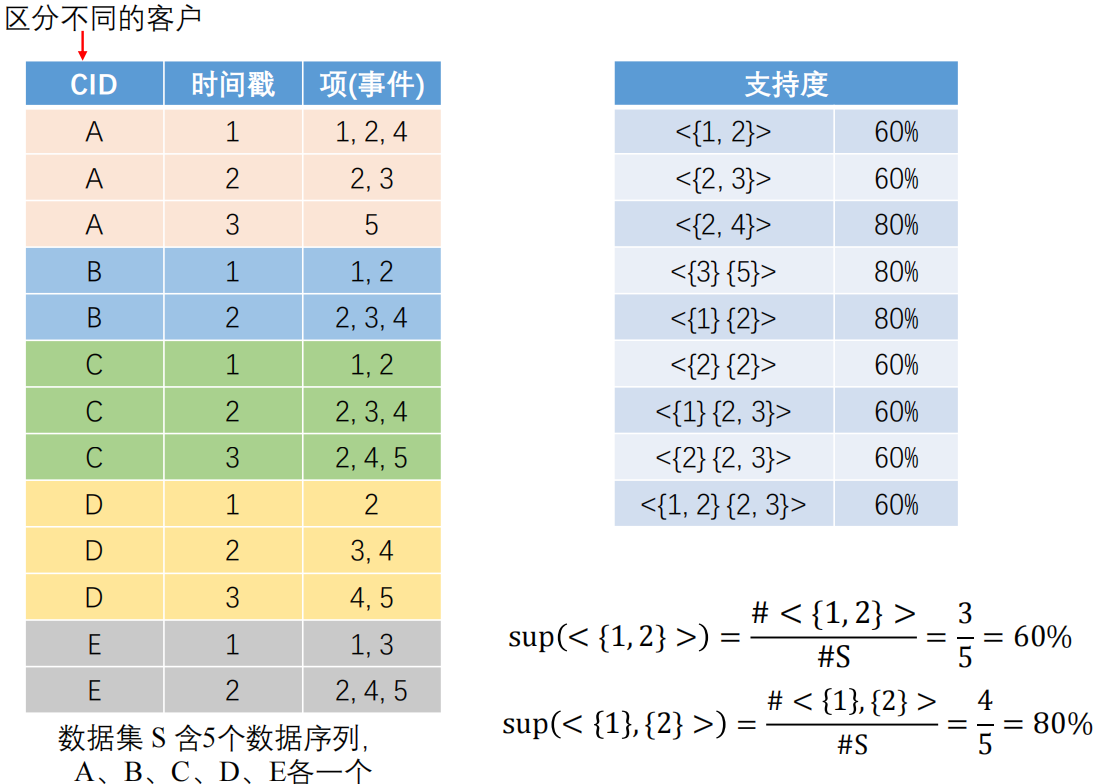 区分不同的客户
CID 时间戳 项(事件)
A 1 1, 2, 4
A 2 2, 3
A 3 5
B 1 1, 2
B 2 2, 3, 4
C 1 1, 2
C 2 2, 3, 4
C 3 2, 4, 5
D 1 2
D 2 3, 4
D 3 4, 5
E 1 1, 3
E 2 2, 4, 5
数据集 S 含5个数据序列,
A、B、C、D、E各一个
支持度
<{1, 2}> 60%
<{2, 3}> 60%
<{2, 4}> 80%
<{3} {5}> 80%
<{1} {2}> 80%
<{2} {2}> 60%
<{1} {2, 3}> 60%
<{2} {2, 3}> 60%
<{1, 2} {2, 3}> 60%
sup(< {1, 2} >) = # < {1, 2} > / #S = 3/5 = 60%
sup(< {1}, {2} >) = # < {1}, {2} > / #S = 4/5 = 80%